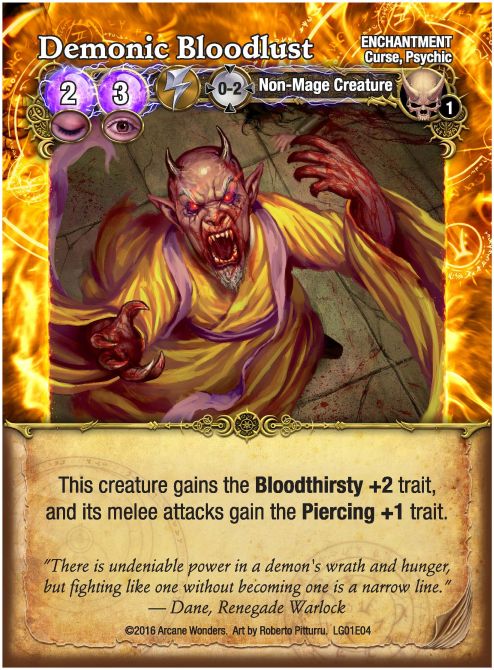 Demonic Bloodlust
ENCHANTMENT
Curse, Psychic
2 3 0-2 Non-Mage Creature 1
This creature gains the Bloodthirsty +2 trait,
and its melee attacks gain the Piercing +1 trait.
"There is undeniable power in a demon's wrath and hunger,
but fighting like one without becoming one is a narrow line."
— Dane, Renegade Warlock
©2016 Arcane Wonders. Art by Roberto Pitturru. LG01E04